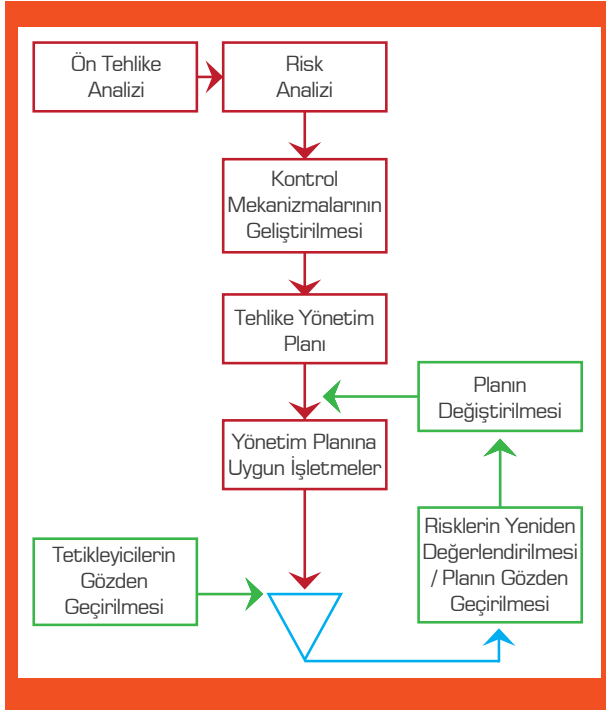 Ön Tehlike
Analizi
Risk
Analizi
Kontrol
Mekanizmalarının
Geliştirilmesi
Tehlike Yönetim
Planı
Planın
Değiştirilmesi
Yönetim Planına
Uygun İşletmeler
Risklerin Yeniden
Değerlendirilmesi
/ Planın Gözden
Geçirilmesi
Tetikleyicilerin
Gözden
Geçirilmesi